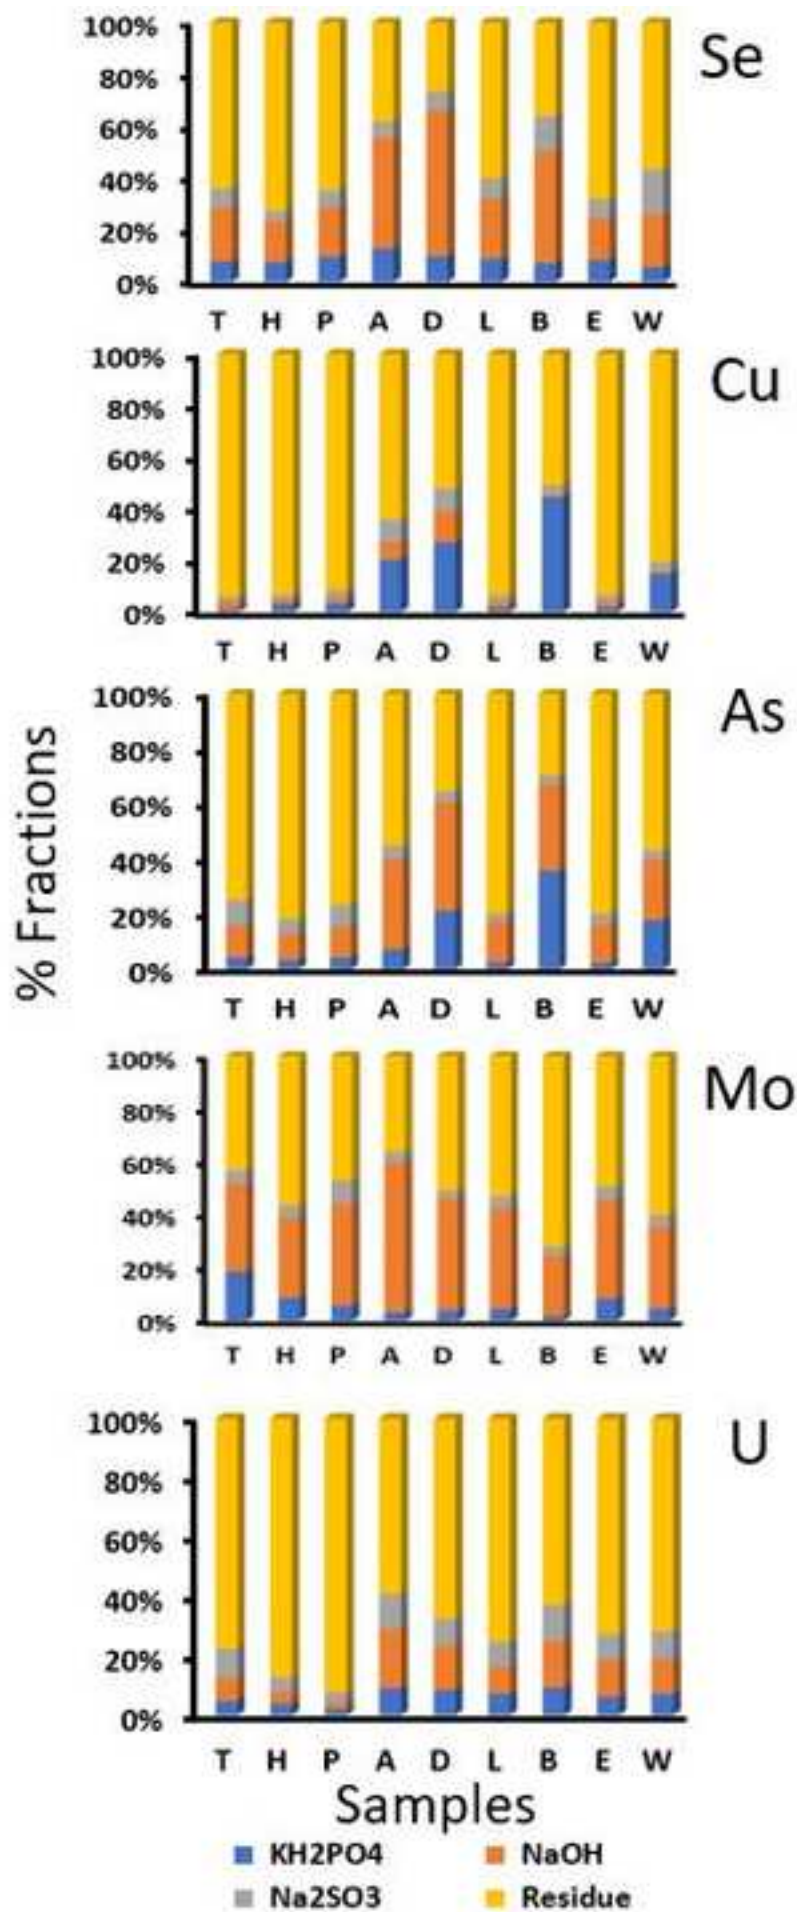 Se
100%
80%
60%
40%
20%
0%
T H P A D L B E W
Cu
100%
80%
60%
40%
20%
0%
T H P A D L B E W
% Fractions
As
100%
80%
60%
40%
20%
0%
T H P A D L B E W
Mo
100%
80%
60%
40%
20%
0%
T H P A D L B E W
U
100%
80%
60%
40%
20%
0%
T H P A D L B E W
Samples
KH2PO4 NaOH
Na2SO3 Residue